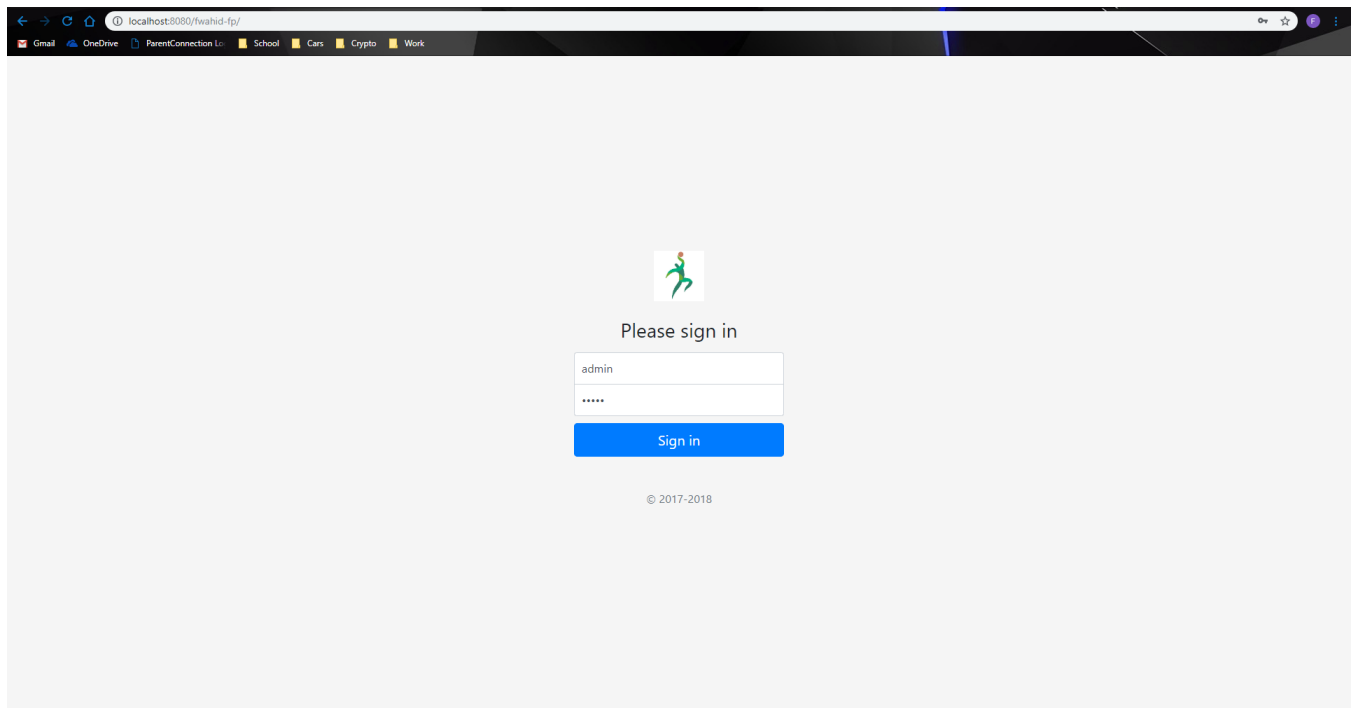 localhost:8080/fwahid-fp/
F
Gmail OneDrive ParentConnection Lo School Cars Crypto Work
Please sign in
admin
•••••
Sign in
© 2017-2018